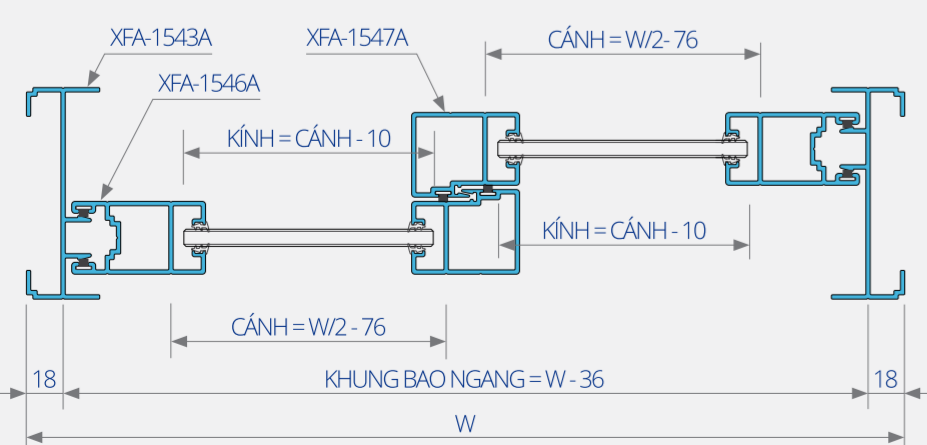 XFA-1543A
XFA-1547A
CÁNH = W/2- 76
XFA-1546A
KÍNH = CÁNH - 10
KÍNH = CÁNH - 10
CÁNH = W/2 - 76
18
KHUNG BAO NGANG = W - 36
18
W